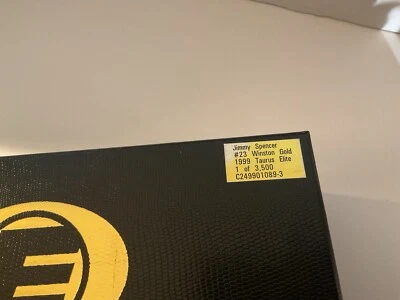 Jimmy Spencer
#23 Winston Gold
1999 Taurus Elite
1 of 3,500
C249901089-3
E